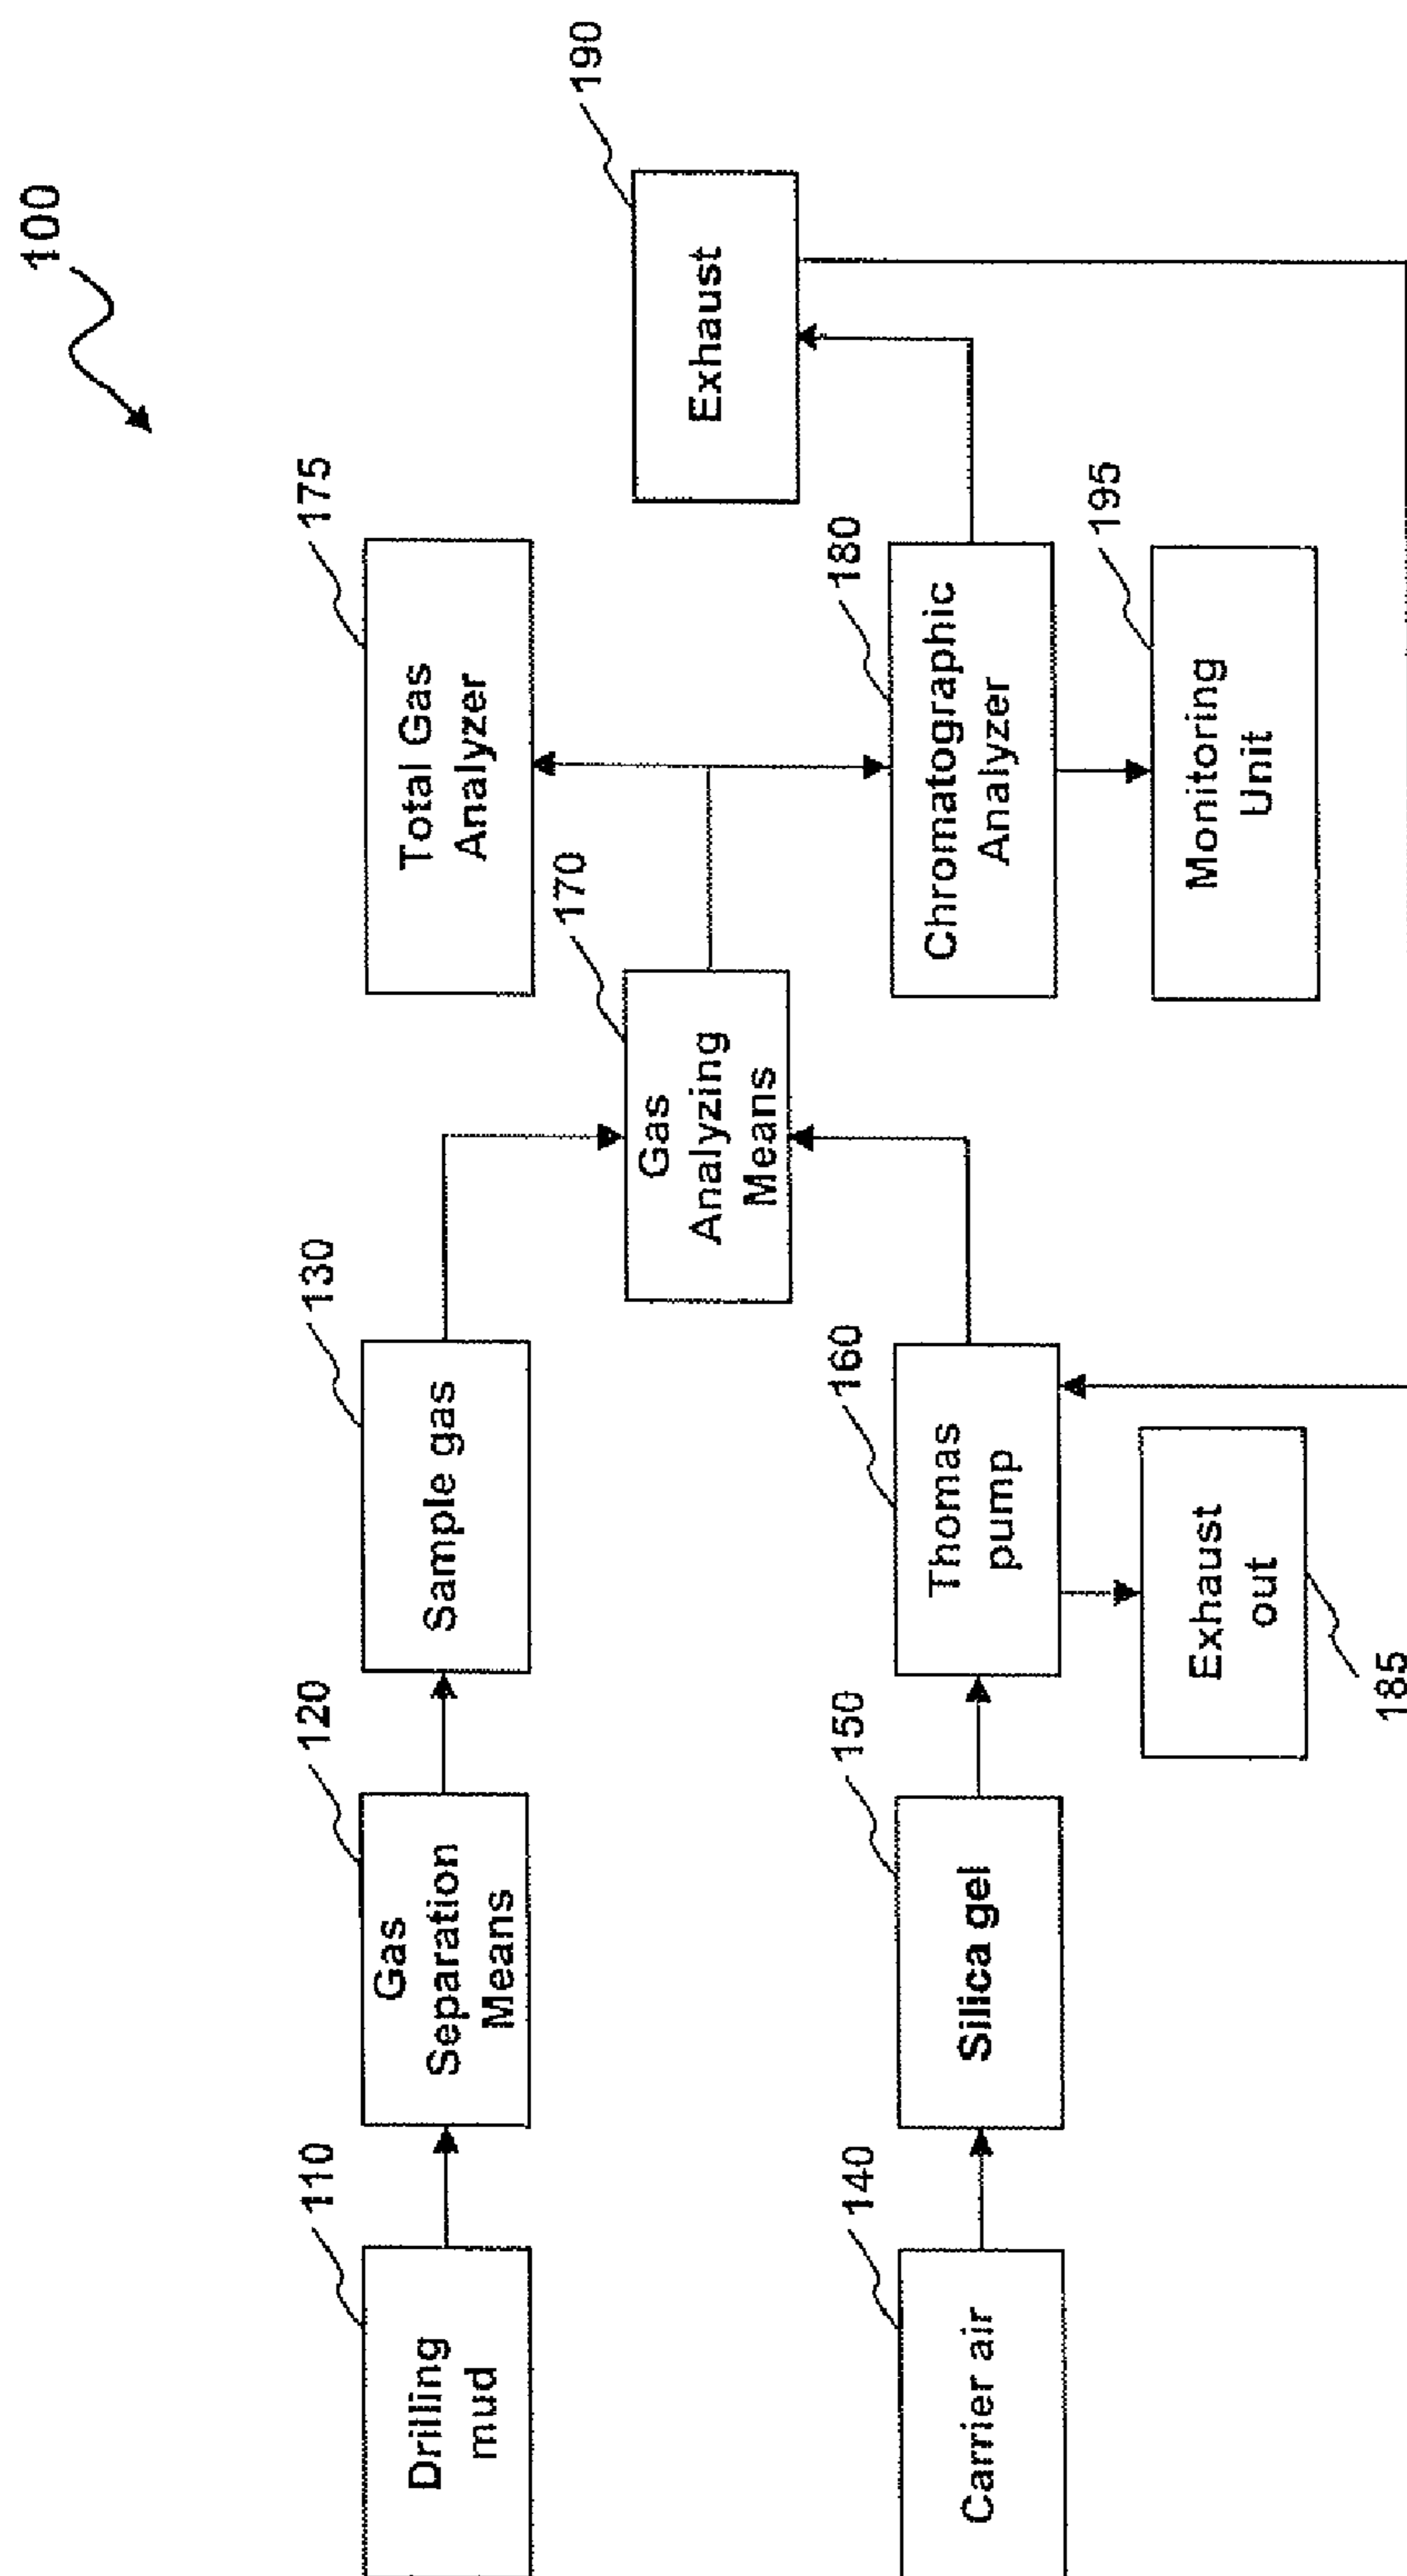 100
110
Drilling
mud
120
Gas
Separation
Means
130
Sample gas
140
Carrier air
150
Silica gel
160
Thomas
pump
170
Gas
Analyzing
Means
175
Total Gas
Analyzer
180
Chromatographic
Analyzer
185
Exhaust
out
190
Exhaust
195
Monitoring
Unit